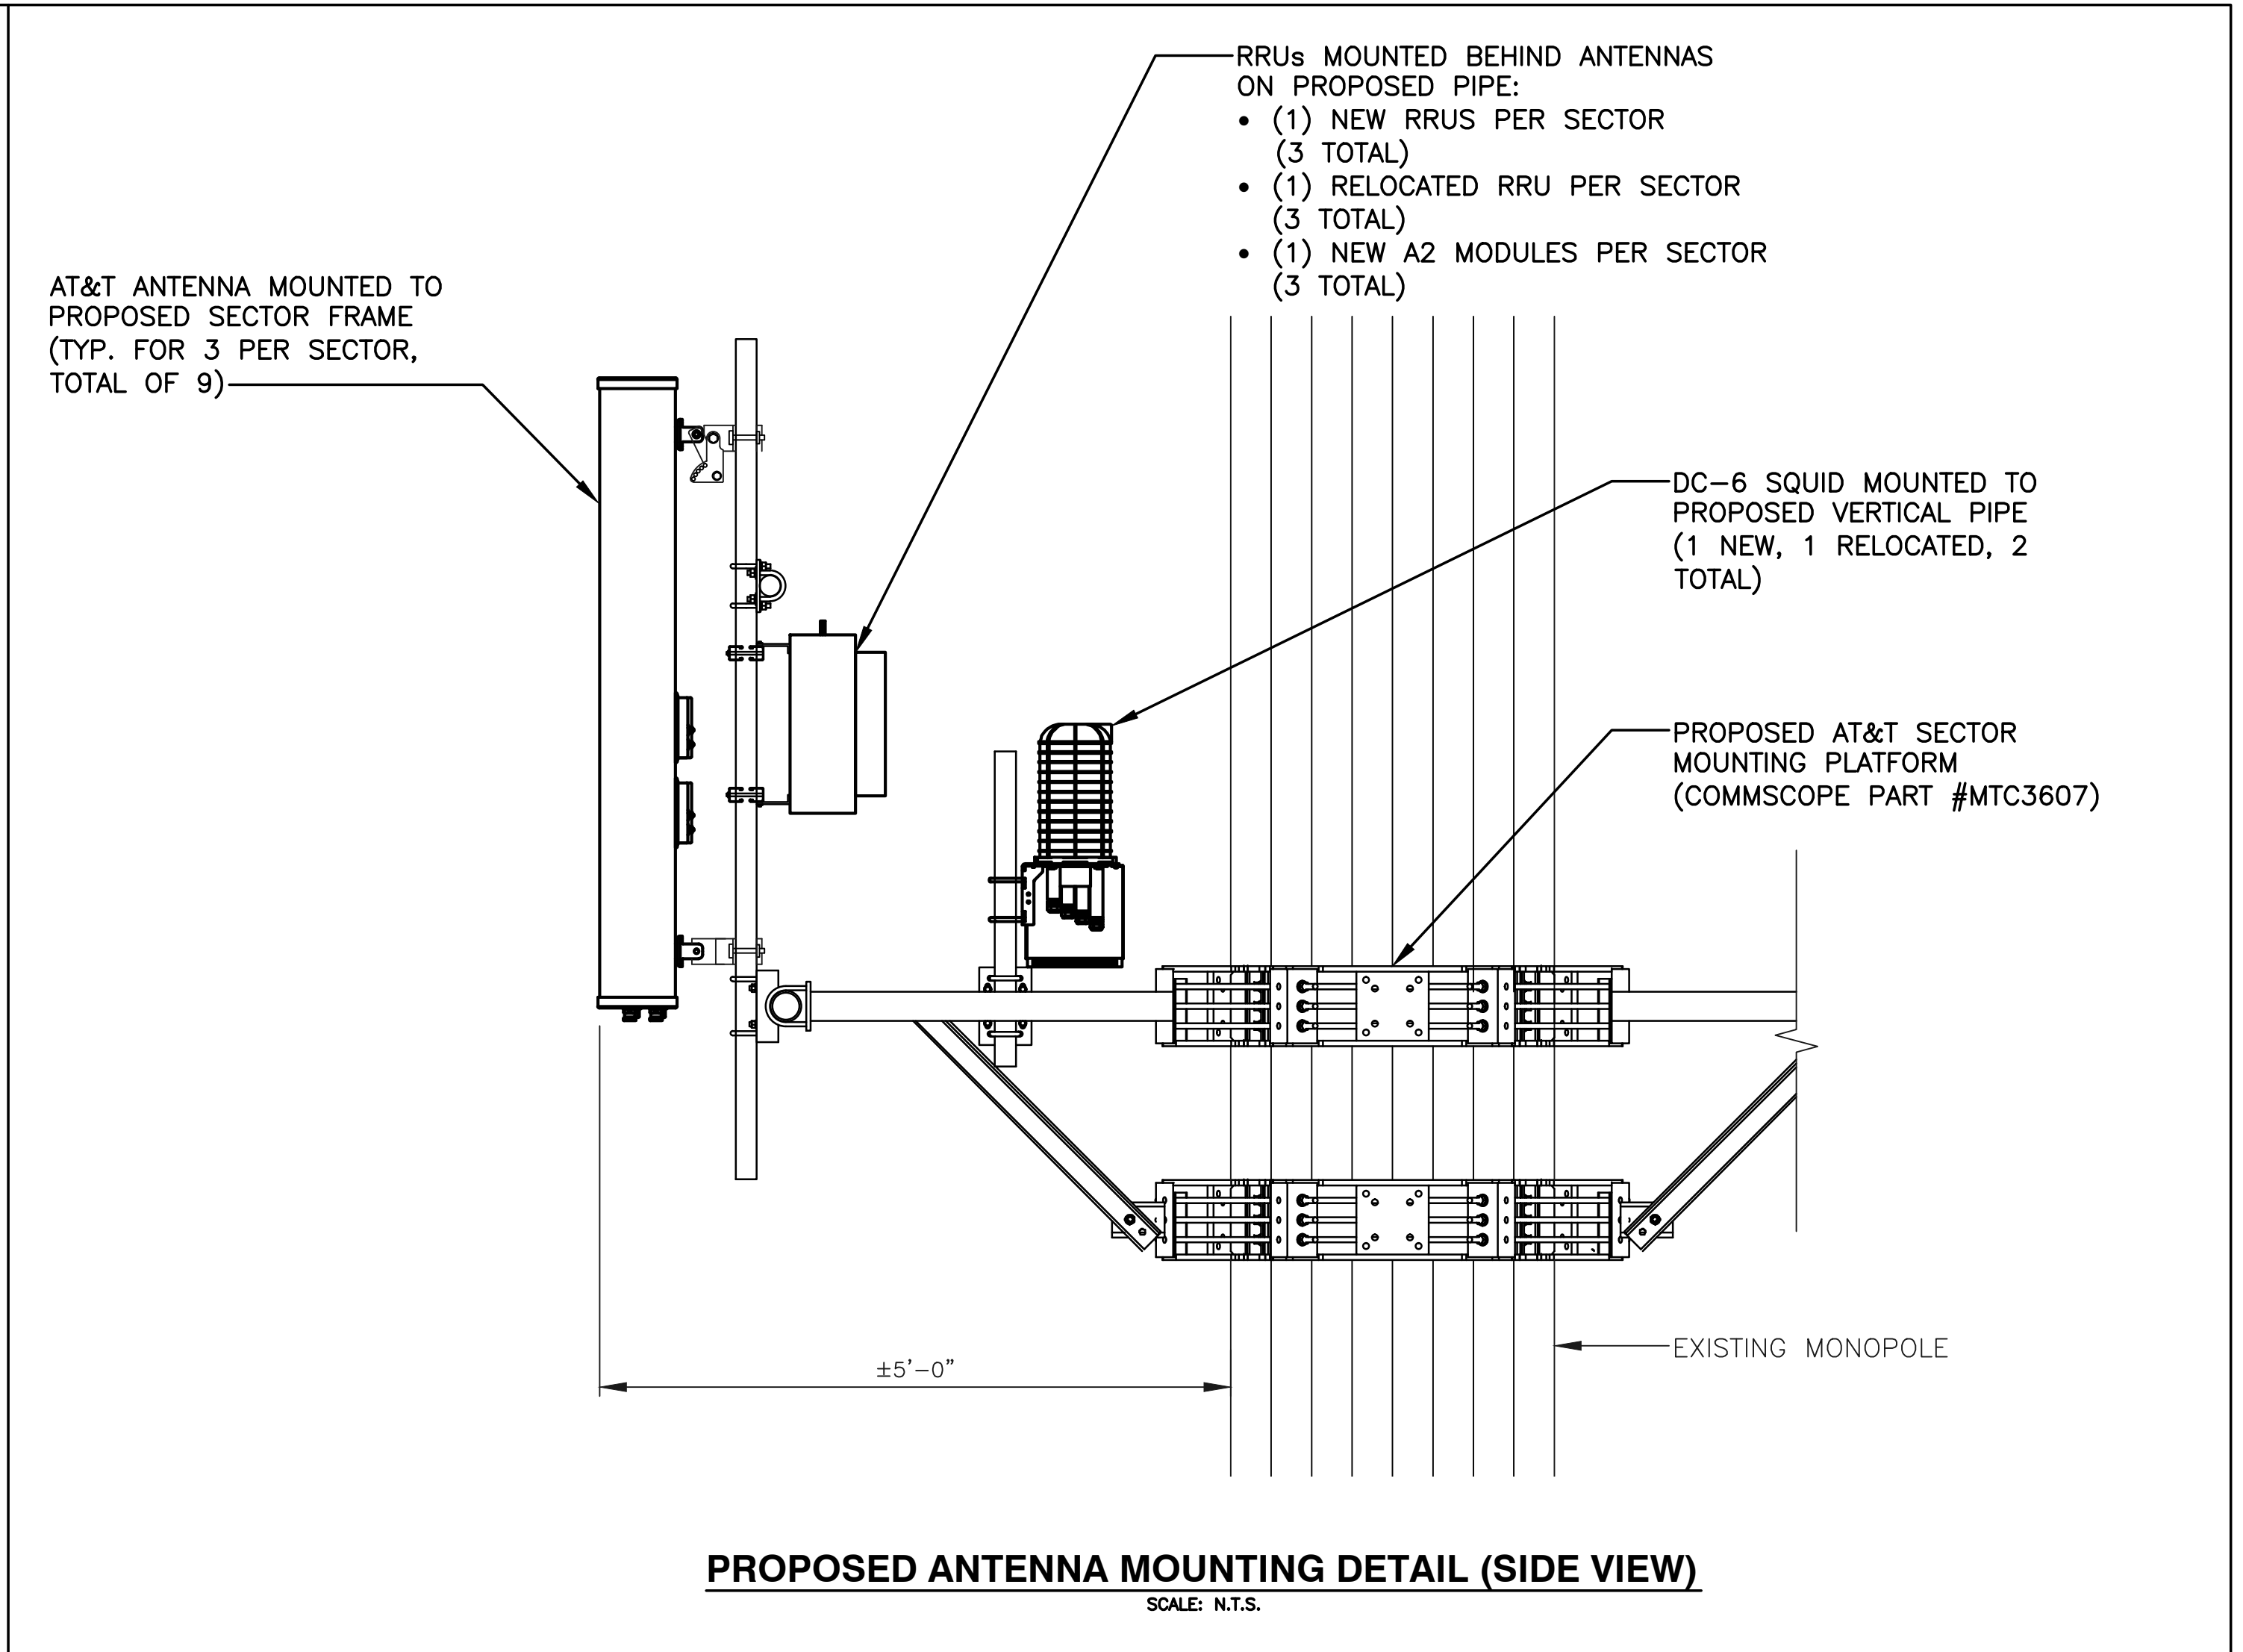 RRUs MOUNTED BEHIND ANTENNAS
ON PROPOSED PIPE:
• (1) NEW RRUS PER SECTOR
(3 TOTAL)
• (1) RELOCATED RRU PER SECTOR
(3 TOTAL)
• (1) NEW A2 MODULES PER SECTOR
(3 TOTAL)
AT&T ANTENNA MOUNTED TO
PROPOSED SECTOR FRAME
(TYP. FOR 3 PER SECTOR,
TOTAL OF 9)
DC-6 SQUID MOUNTED TO
PROPOSED VERTICAL PIPE
(1 NEW, 1 RELOCATED, 2
TOTAL)
PROPOSED AT&T SECTOR
MOUNTING PLATFORM
(COMMSCOPE PART #MTC3607)
EXISTING MONOPOLE
±5'-0"
PROPOSED ANTENNA MOUNTING DETAIL (SIDE VIEW)
SCALE: N.T.S.